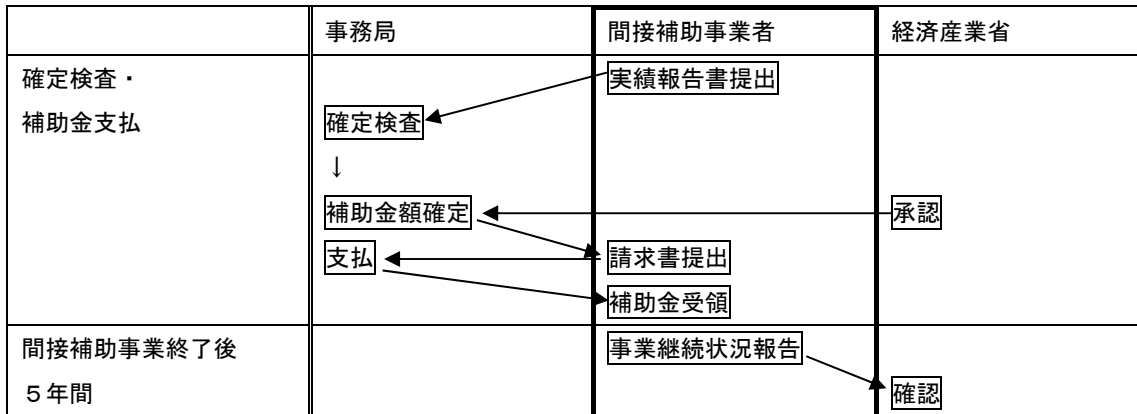 事務局 間接補助事業者 経済産業省
確定検査・ 実績報告書提出
補助金支払 確定検査
↓
補助金額確定 承認
支払 請求書提出
補助金受領
間接補助事業終了後 事業継続状況報告
５年間 確認